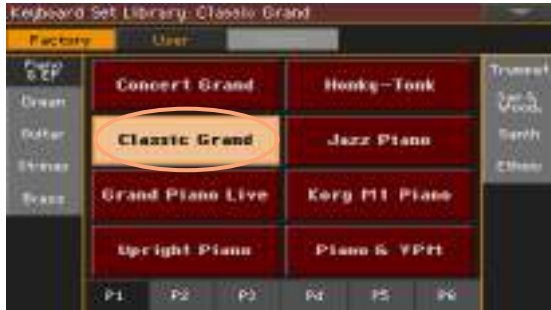 Keyboard Set Library: Classic Grand
Factory User
Piano & EP
Organ
Guitar
Strings
Brass
Concert Grand Honky-Tonk
Classic Grand Jazz Piano
Grand Piano Live Korg M1 Piano
Upright Piano Piano &
Trumpet
Sax & Wood.
Synth
Ethnic
P1 P2 P3 P4 P5 P6